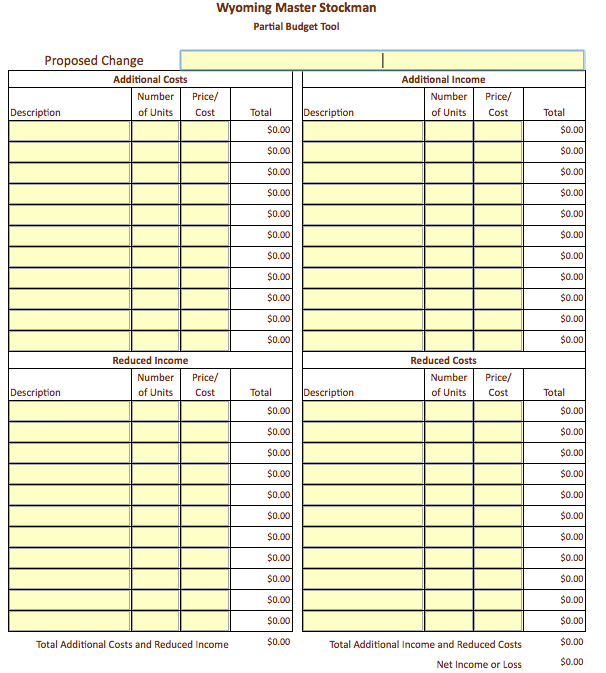 Wyoming Master Stockman
Partial Budget Tool
Proposed Change
Additional Costs Additional Income
Number Price/ Number Price/
Description of Units Cost Total Description of Units Cost Total
$0.00 $0.00
$0.00 $0.00
$0.00 $0.00
$0.00 $0.00
$0.00 $0.00
$0.00 $0.00
$0.00 $0.00
$0.00 $0.00
$0.00 $0.00
$0.00 $0.00
$0.00 $0.00
Reduced Income Reduced Costs
Number Price/ Number Price/
Description of Units Cost Total Description of Units Cost Total
$0.00 $0.00
$0.00 $0.00
$0.00 $0.00
$0.00 $0.00
$0.00 $0.00
$0.00 $0.00
$0.00 $0.00
$0.00 $0.00
$0.00 $0.00
$0.00 $0.00
$0.00 $0.00
Total Additional Costs and Reduced Income $0.00 Total Additional Income and Reduced Costs $0.00
Net Income or Loss $0.00